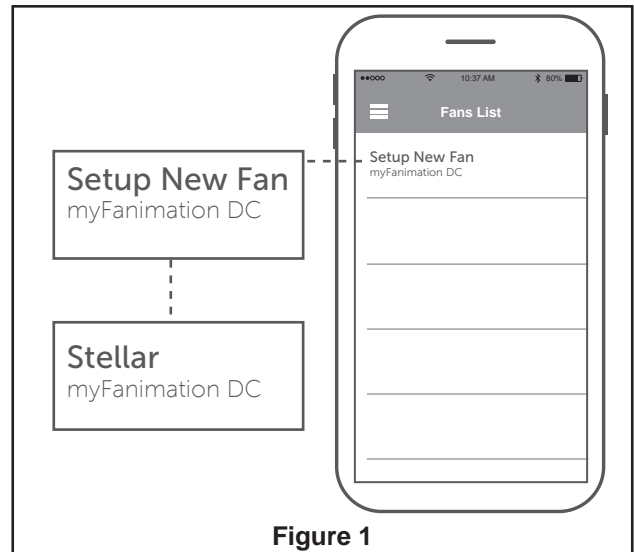 10:37 AM
80%
Fans List
Setup New Fan
myFanimation DC
Setup New Fan
myFanimation DC
Stellar
myFanimation DC
Figure 1